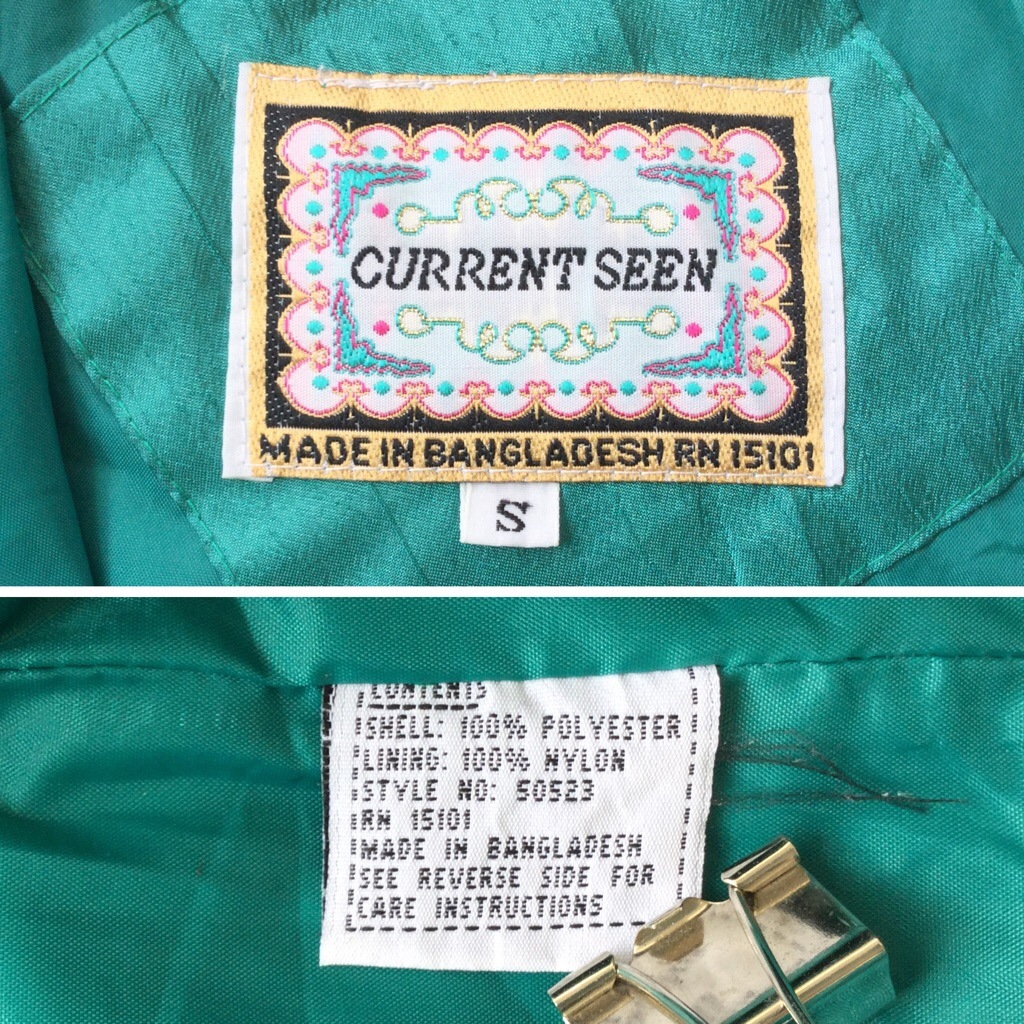 CURRENT SEEN
MADE IN BANGLADESH RN 15101
S
CONTENTS
SHELL: 100% POLYESTER
LINING: 100% NYLON
STYLE NO: 50523
RN 15101
MADE IN BANGLADESH
SEE REVERSE SIDE FOR
CARE INSTRUCTIONS